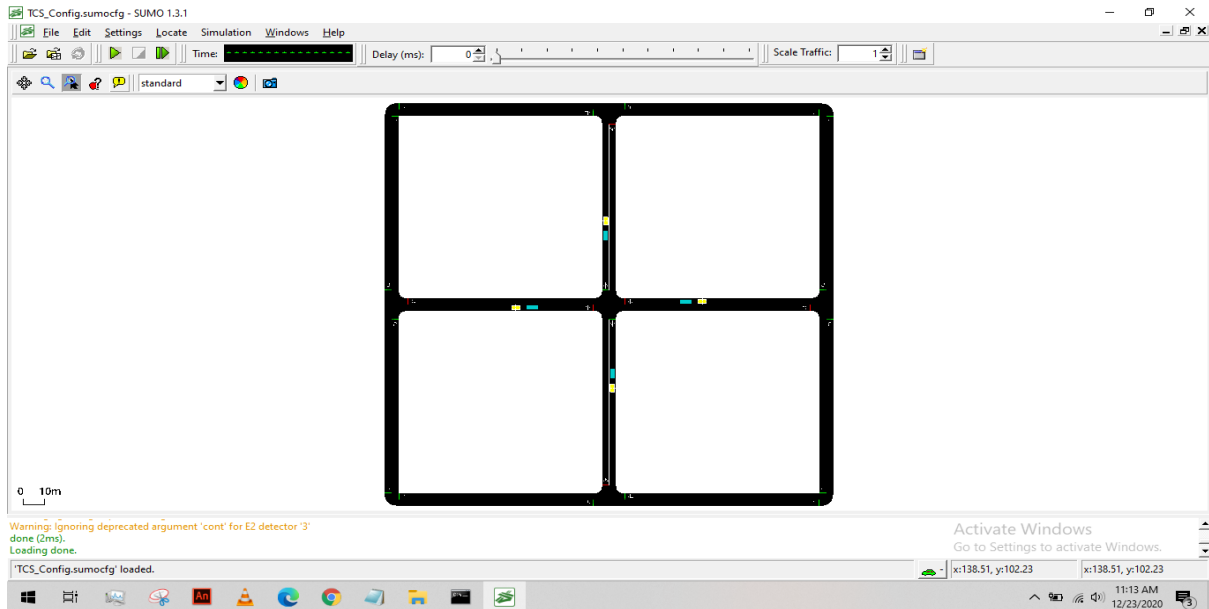 TCS_Config.sumocfg - SUMO 1.3.1
File Edit Settings Locate Simulation Windows Help
Time: Delay (ms): 0 Scale Traffic: 1
standard
0 10m
Warning: Ignoring deprecated argument 'cont' for E2 detector '3'
done (2ms).
Loading done.
Activate Windows
Go to Settings to activate Windows.
'TCS_Config.sumocfg' loaded. x:138.51, y:102.23 x:138.51, y:102.23
An
11:13 AM
12/23/2020
3